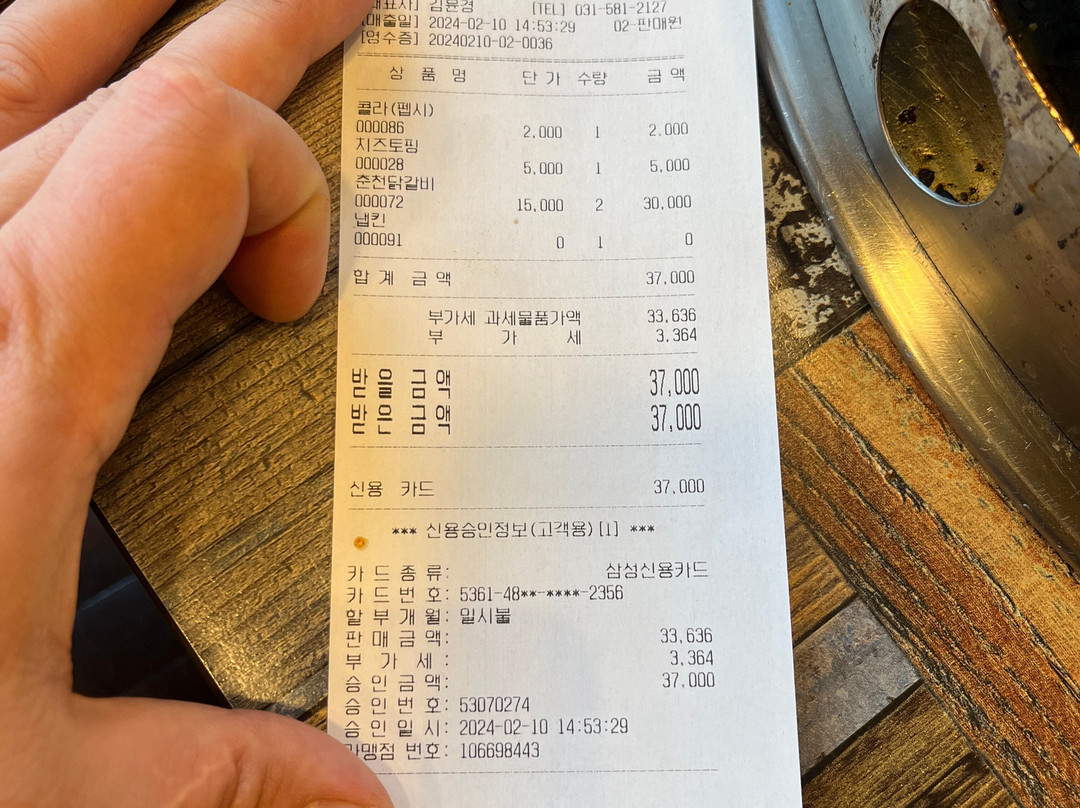 대표사] 김윤경 [TEL] 031-581-2127
[매출일] 2024-02-10 14:53:29 02-판매원
[영수증] 20240210-02-0036
상 품 명 단 가 수량 금 액
콜라(펩시)
000086 2,000 1 2,000
치즈토핑
000028 5,000 1 5,000
춘천닭갈비
000072 15,000 2 30,000
냅킨
000091 0 1 0
합 계 금 액 37,000
부가세 과세물품가액 33,636
부 가 세 3,364
받 을 금 액 37,000
받 은 금 액 37,000
신용 카드 37,000
*** 신용승인정보(고객용)[1] ***
카 드 종 류: 삼성신용카드
카 드 번 호: 5361-48**-****-2356
할 부 개 월: 일시불
판 매 금 액: 33,636
부 가 세 : 3,364
승 인 금 액: 37,000
승 인 번 호: 53070274
승 인 일 시: 2024-02-10 14:53:29
가맹점 번호: 106698443